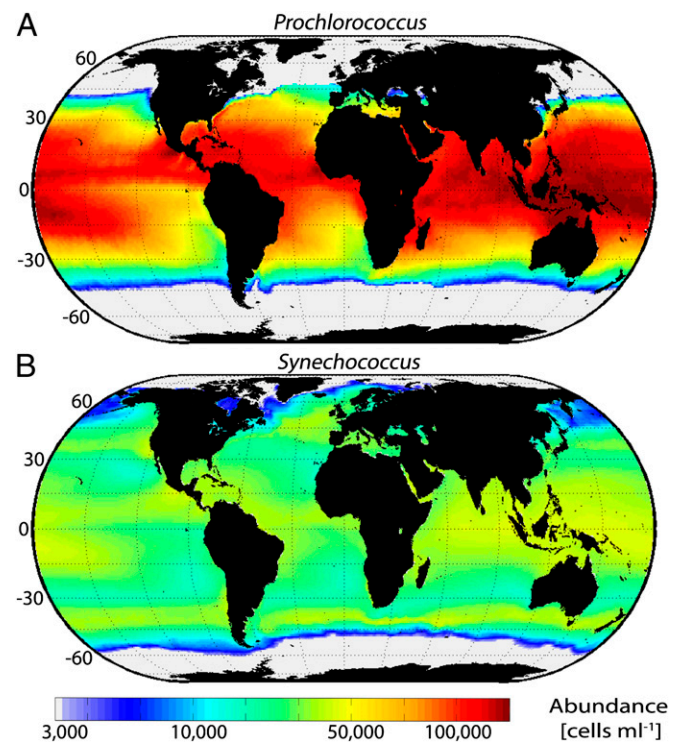 A
Prochlorococcus
60
30
0
-30
-60
B
Synechococcus
60
30
0
-30
-60
3,000 10,000 50,000 100,000
Abundance
[cells ml⁻¹]